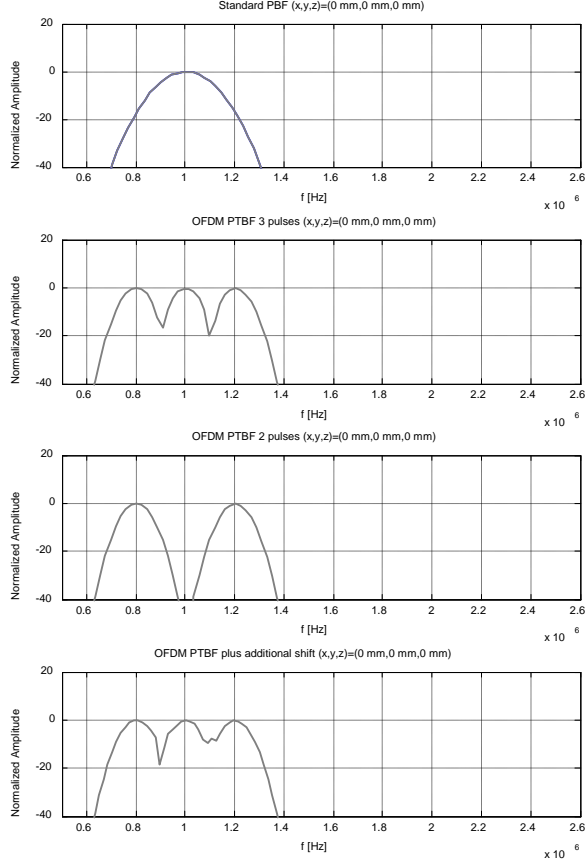 Standard PBF (x,y,z)=(0 mm,0 mm,0 mm)
Normalized Amplitude
20
0
-20
-40
0.6 0.8 1 1.2 1.4 1.6 1.8 2 2.2 2.4 2.6
f [Hz]
x 10 6
OFDM PTBF 3 pulses (x,y,z)=(0 mm,0 mm,0 mm)
Normalized Amplitude
20
0
-20
-40
0.6 0.8 1 1.2 1.4 1.6 1.8 2 2.2 2.4 2.6
f [Hz]
x 10 6
OFDM PTBF 2 pulses (x,y,z)=(0 mm,0 mm,0 mm)
Normalized Amplitude
20
0
-20
-40
0.6 0.8 1 1.2 1.4 1.6 1.8 2 2.2 2.4 2.6
f [Hz]
x 10 6
OFDM PTBF plus additional shift (x,y,z)=(0 mm,0 mm,0 mm)
Normalized Amplitude
20
0
-20
-40
0.6 0.8 1 1.2 1.4 1.6 1.8 2 2.2 2.4 2.6
f [Hz]
x 10 6